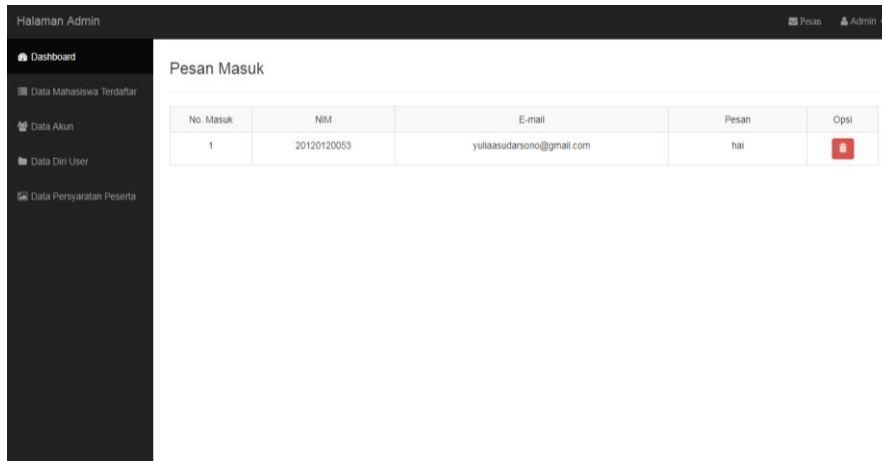 Halaman Admin
Pesan
Admin
Dashboard
Data Mahasiswa Terdaftar
Data Akun
Data Diri User
Data Persyaratan Peserta
Pesan Masuk
No. Masuk NIM E-mail Pesan Opsi
1 20120120053 yuliaasudarsono@gmail.com hai